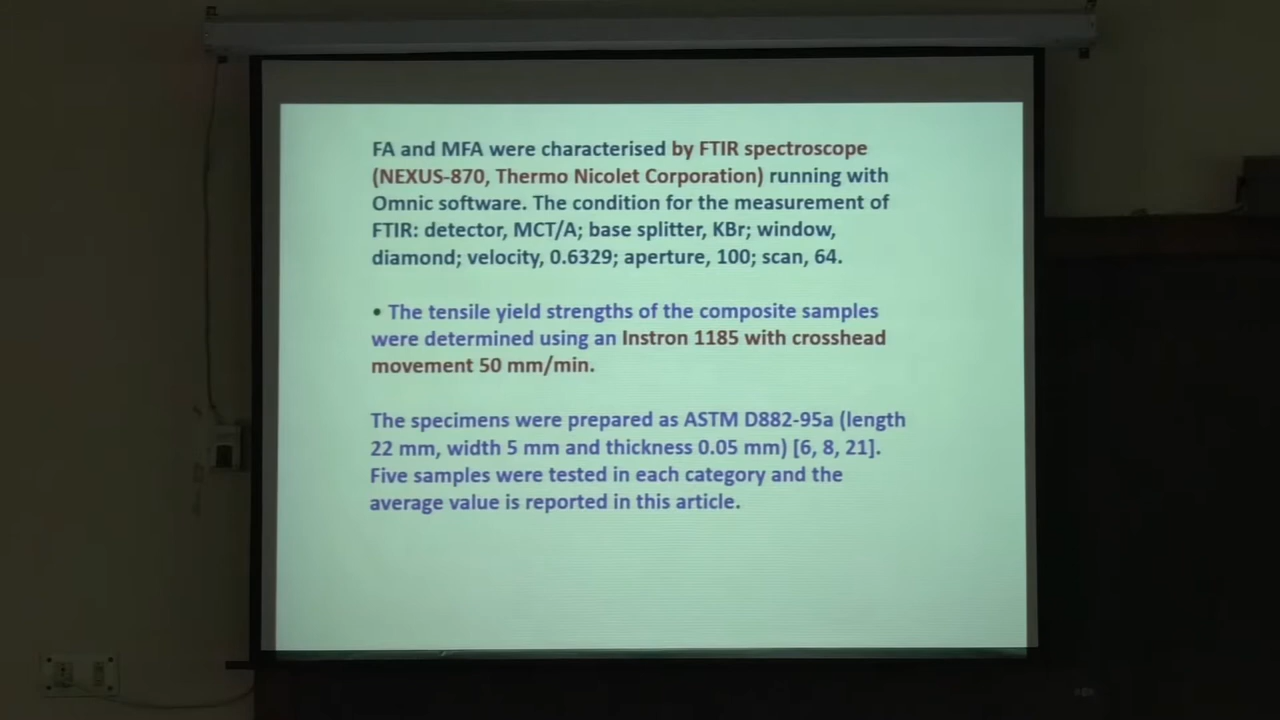 FA and MFA were characterised by FTIR spectroscope
(NEXUS-870, Thermo Nicolet Corporation) running with
Omnic software. The condition for the measurement of
FTIR: detector, MCT/A; base splitter, KBr; window,
diamond; velocity, 0.6329; aperture, 100; scan, 64.
• The tensile yield strengths of the composite samples
were determined using an Instron 1185 with crosshead
movement 50 mm/min.
The specimens were prepared as ASTM D882-95a (length
22 mm, width 5 mm and thickness 0.05 mm) [6, 8, 21].
Five samples were tested in each category and the
average value is reported in this article.